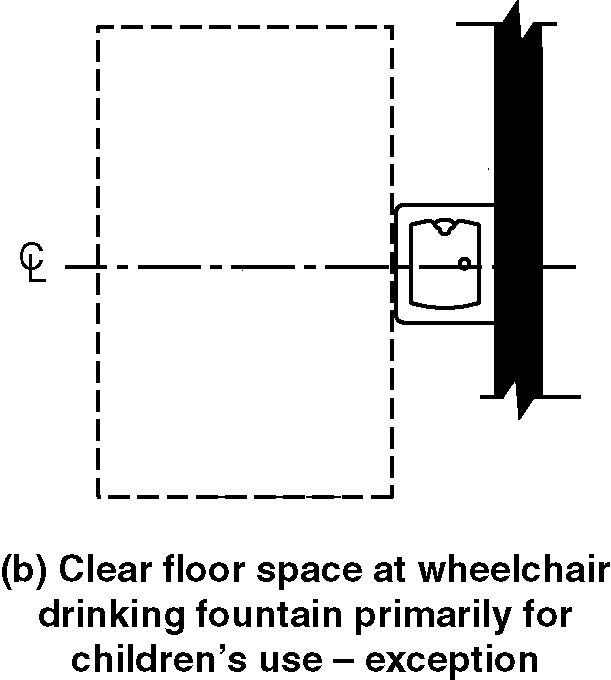 ℄
(b) Clear floor space at wheelchair
drinking fountain primarily for
children’s use – exception